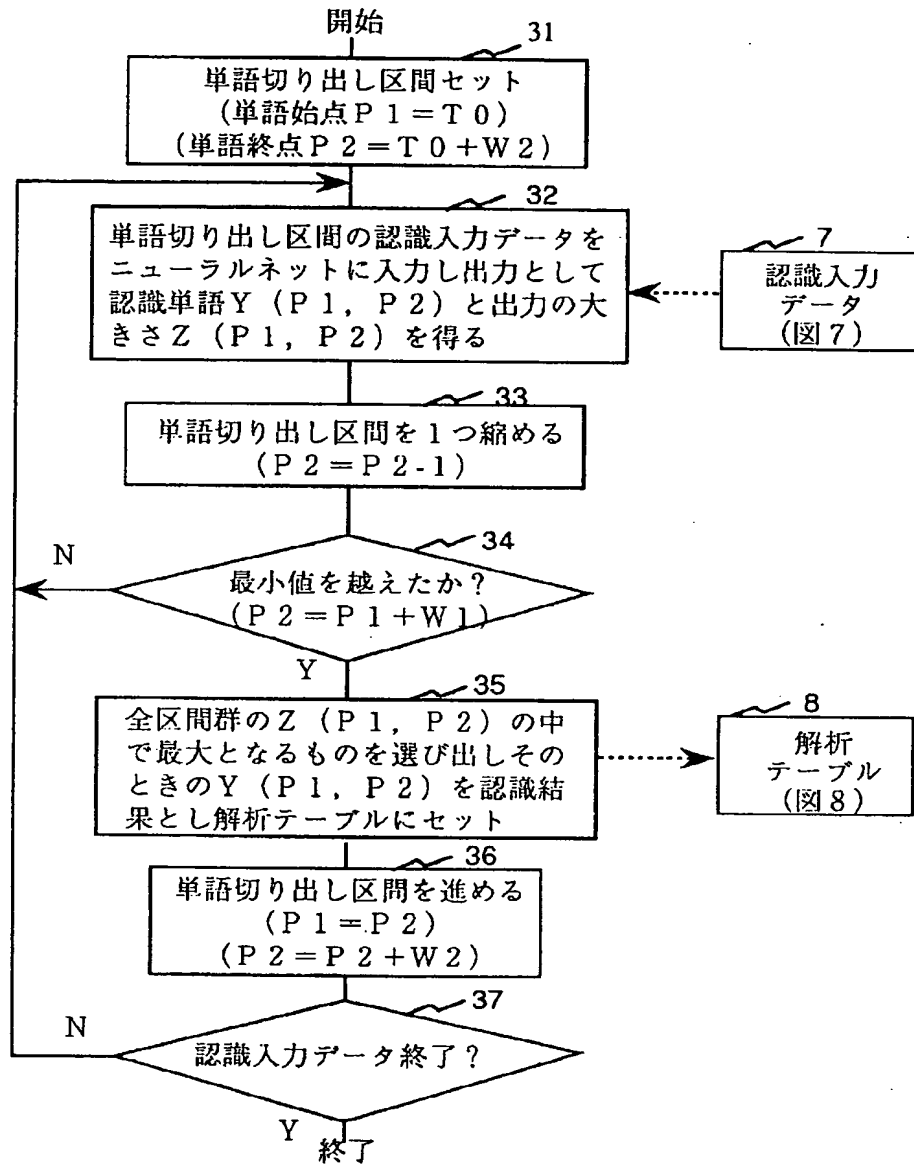 開始
31
単語切り出し区間セット
(単語始点P1=T0)
(単語終点P2=T0+W2)
32
単語切り出し区間の認識入力データを
ニューラルネットに入力し出力として
認識単語Y(P1, P2)と出力の大
きさZ(P1, P2)を得る
7
認識入力
データ
(図7)
33
単語切り出し区間を1つ縮める
(P2=P2-1)
34
N
最小値を越えたか?
(P2=P1+W1)
Y
35
全区間群のZ(P1, P2)の中
で最大となるものを選び出しその
ときのY(P1, P2)を認識結
果とし解析テーブルにセット
8
解析
テーブル
(図8)
36
単語切り出し区間を進める
(P1=P2)
(P2=P2+W2)
37
N
認識入力データ終了?
Y
終了